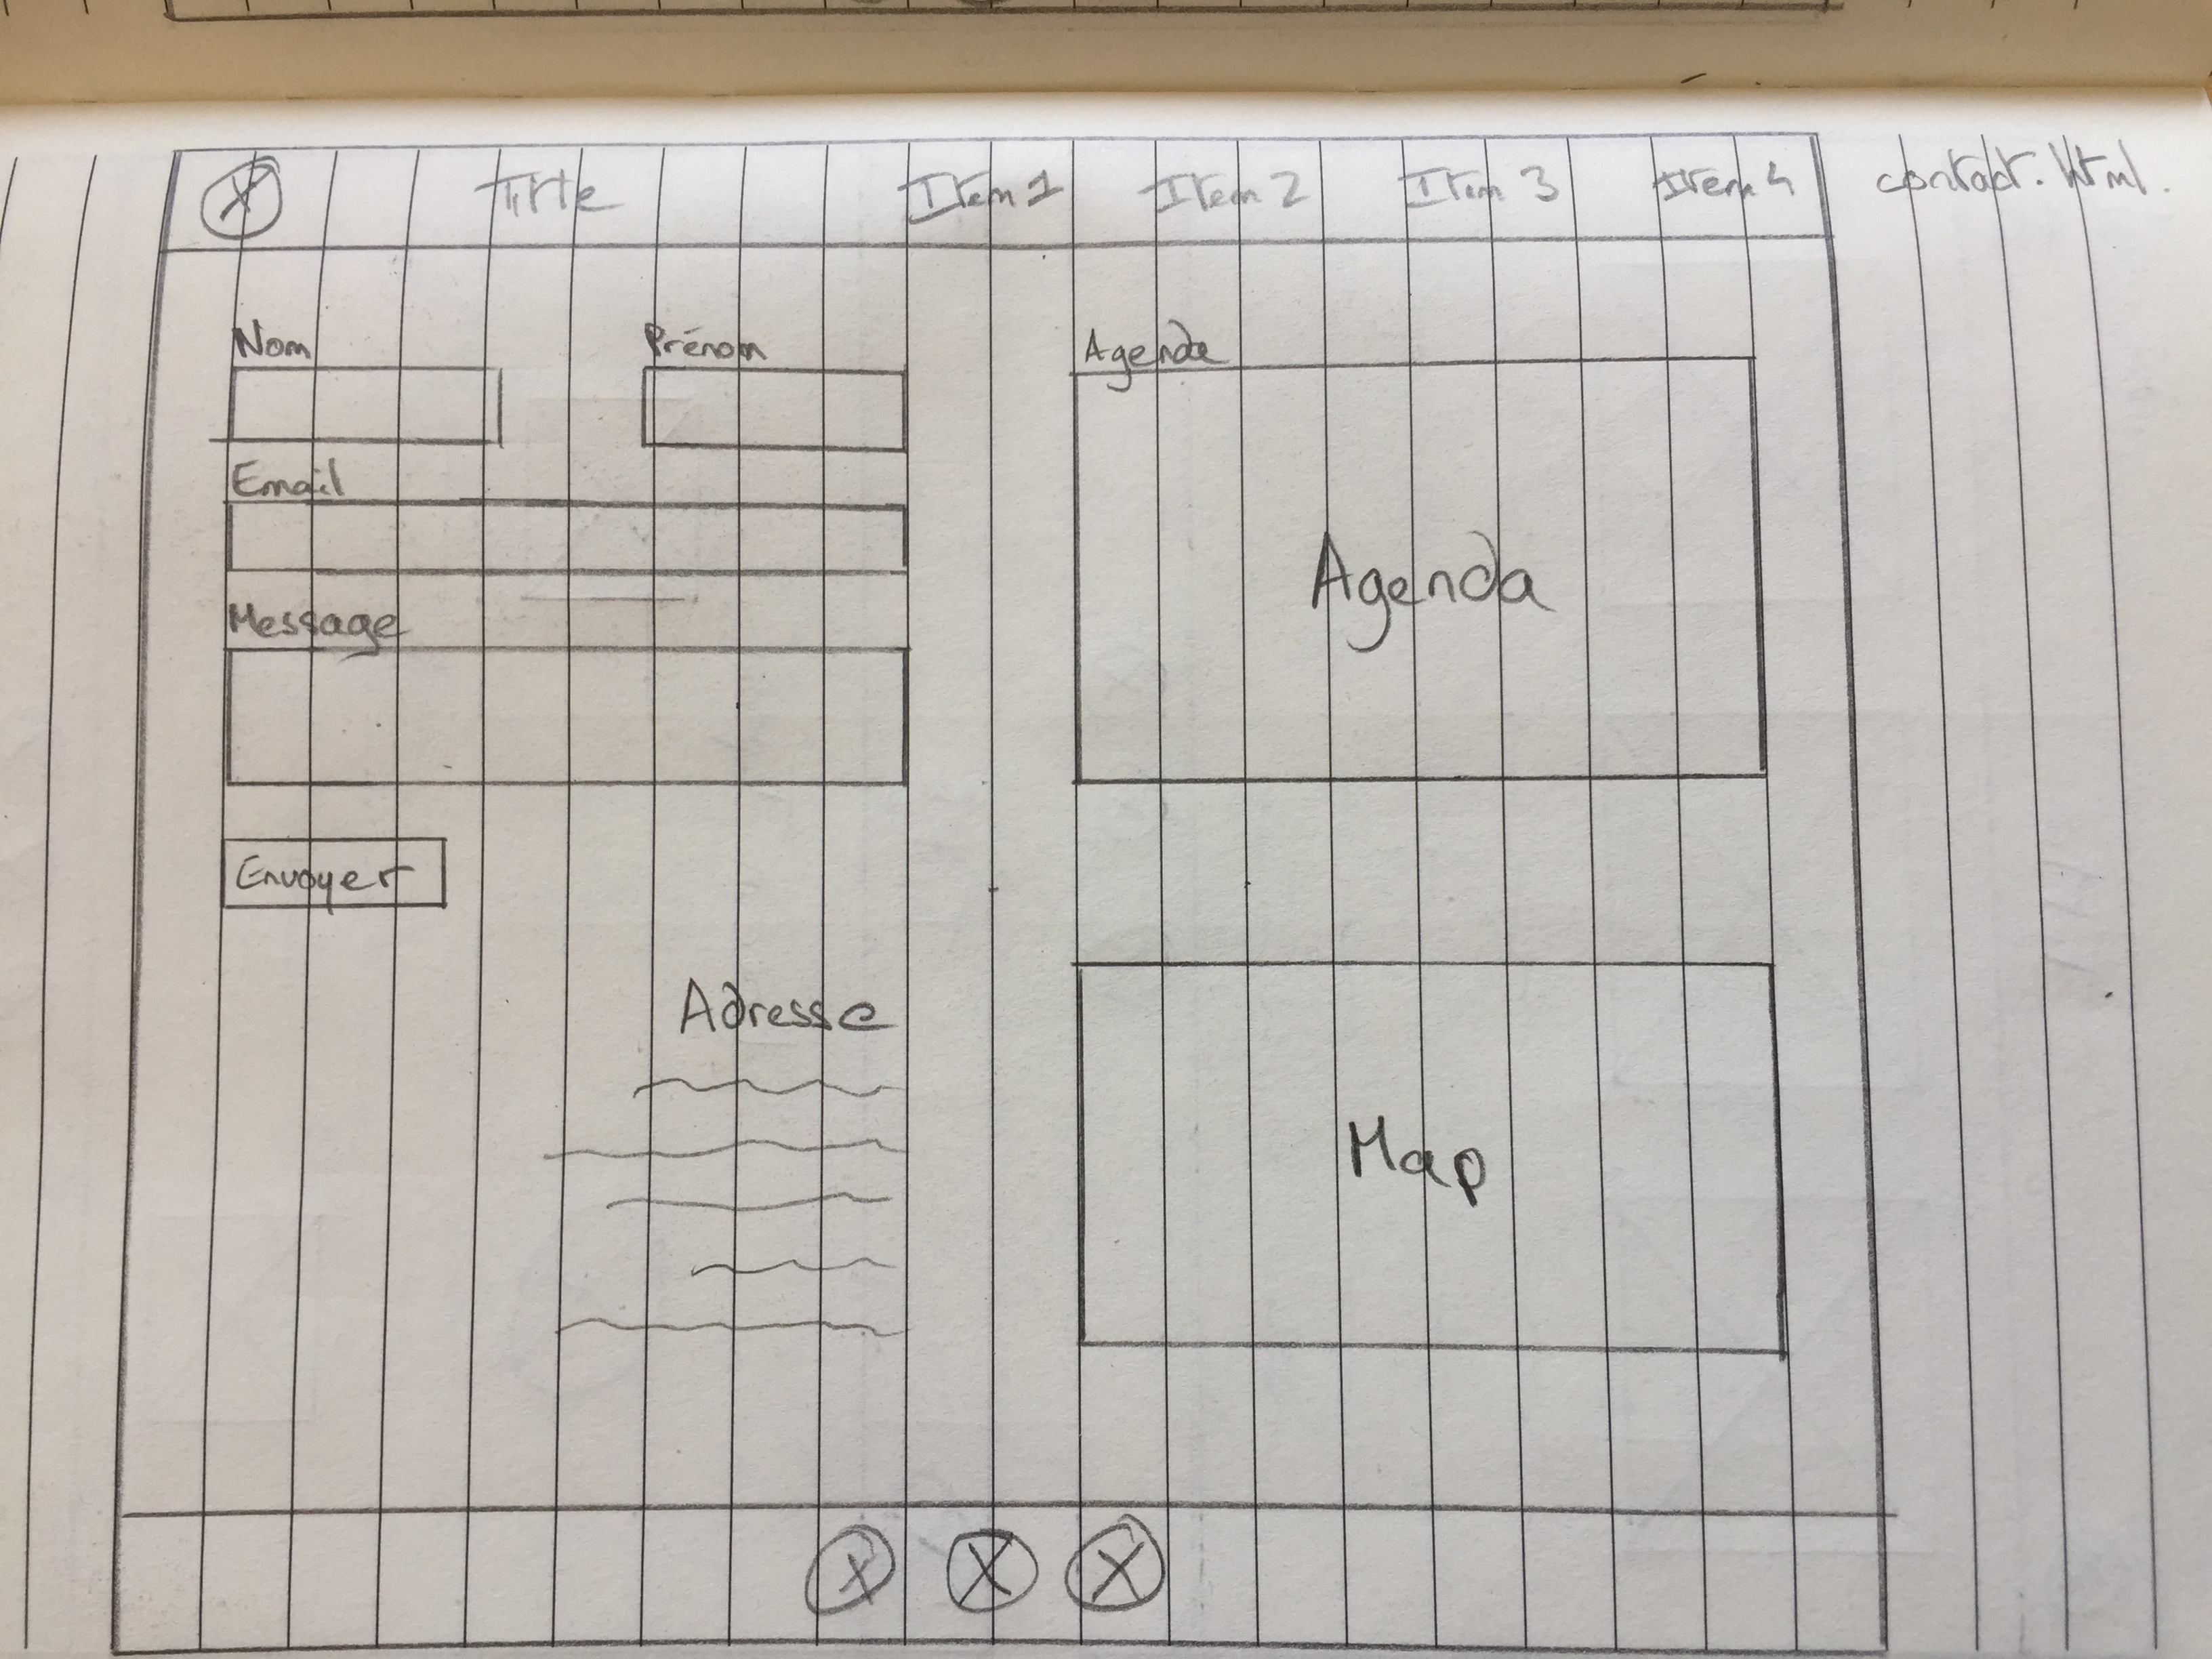 contact.html.
Title Item 1 Item 2 Item 3 Item 4
Nom Prénom Agenda
Email
Agenda
Message
Envoyer
Adresse
Map